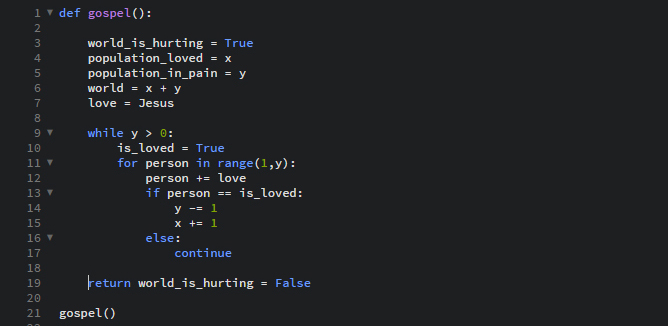 1 def gospel():
2
3     world_is_hurting = True
4     population_loved = x
5     population_in_pain = y
6     world = x + y
7     love = Jesus
8
9     while y > 0:
10         is_loved = True
11         for person in range(1,y):
12             person += love
13             if person == is_loved:
14                 y -= 1
15                 x += 1
16             else:
17                 continue
18
19     return world_is_hurting = False
20
21 gospel()